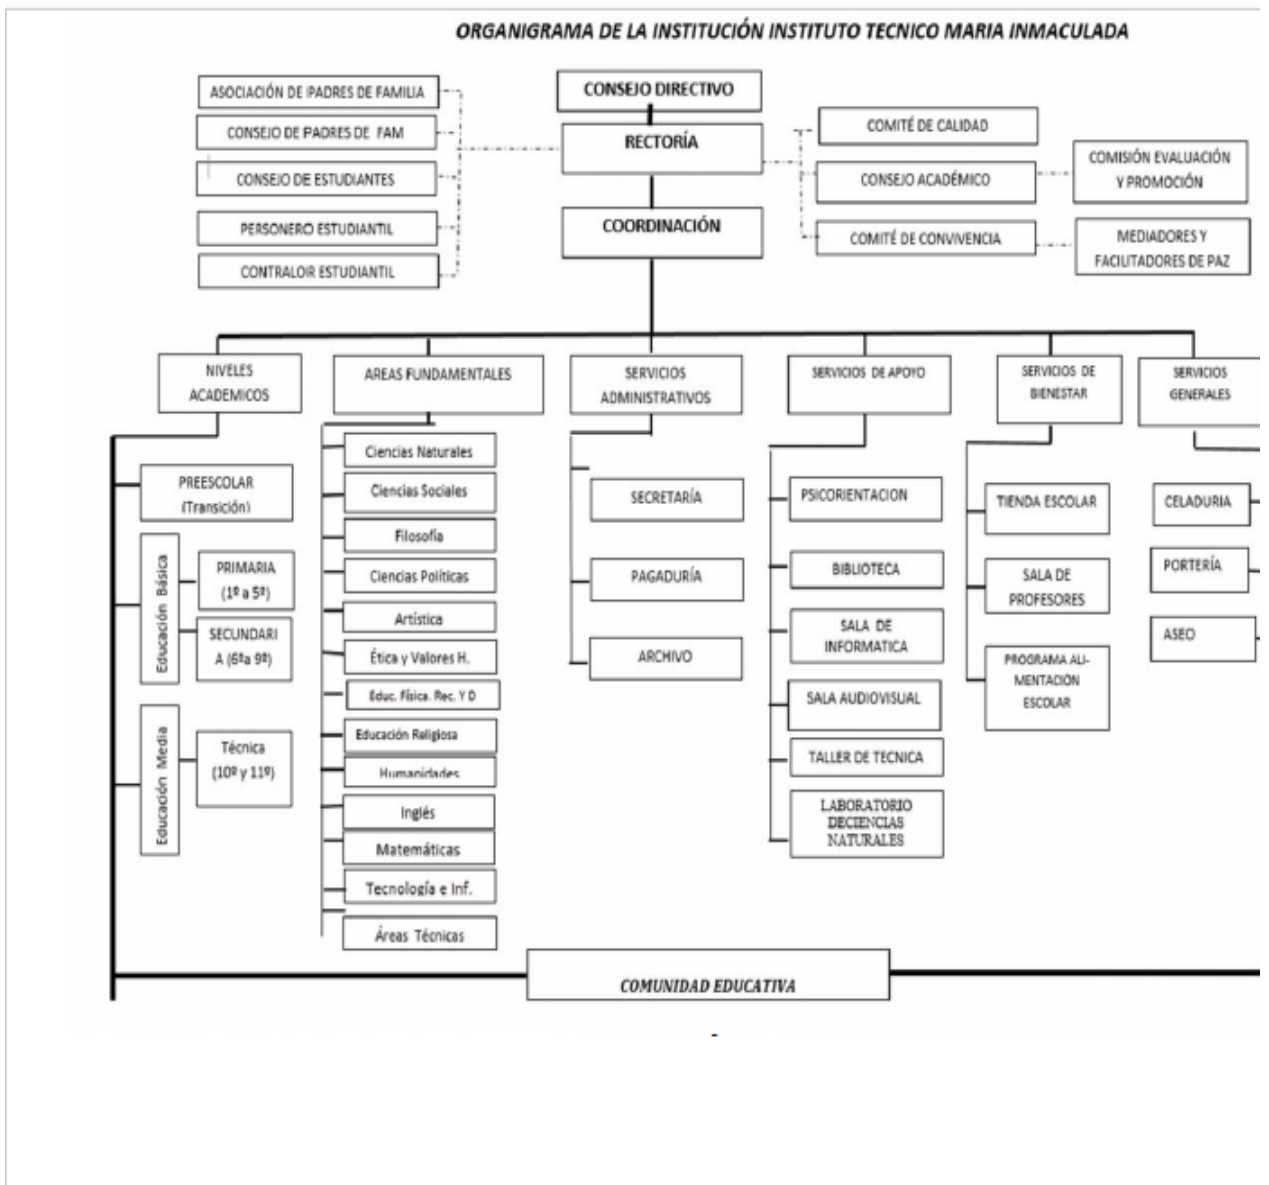 ORGANIGRAMA DE LA INSTITUCIÓN INSTITUTO TECNICO MARIA INMACULADA
CONSEJO DIRECTIVO
RECTORÍA
COORDINACIÓN
ASOCIACIÓN DE PADRES DE FAMILIA
CONSEJO DE PADRES DE FAM
CONSEJO DE ESTUDIANTES
PERSONERO ESTUDIANTIL
CONTRALOR ESTUDIANTIL
COMITÉ DE CALIDAD
CONSEJO ACADÉMICO
COMITÉ DE CONVIVENCIA
COMISIÓN EVALUACIÓN
Y PROMOCIÓN
MEDIADORES Y
FACILITADORES DE PAZ
NIVELES
ACADEMICOS
PREESCOLAR
(Transición)
Educación Básica
PRIMARIA
(1º a 5º)
SECUNDARI
A (6ºa 9º)
Educación Media
Técnica
(10º y 11º)
AREAS FUNDAMENTALES
Ciencias Naturales
Ciencias Sociales
Filosofía
Ciencias Políticas
Artística
Ética y Valores H.
Educ. Física. Rec. Y D
Educación Religiosa
Humanidades
Inglés
Matemáticas
Tecnología e Inf.
Áreas Técnicas
SERVICIOS
ADMINISTRATIVOS
SECRETARÍA
PAGADURÍA
ARCHIVO
SERVICIOS DE APOYO
PSICORIENTACION
BIBLIOTECA
SALA DE
INFORMATICA
SALA AUDIOVISUAL
TALLER DE TECNICA
LABORATORIO
DECIENCIAS
NATURALES
SERVICIOS DE
BIENESTAR
TIENDA ESCOLAR
SALA DE
PROFESORES
PROGRAMA ALI-
MENTACIÓN
ESCOLAR
SERVICIOS
GENERALES
CELADURIA
PORTERÍA
ASEO
COMUNIDAD EDUCATIVA
-